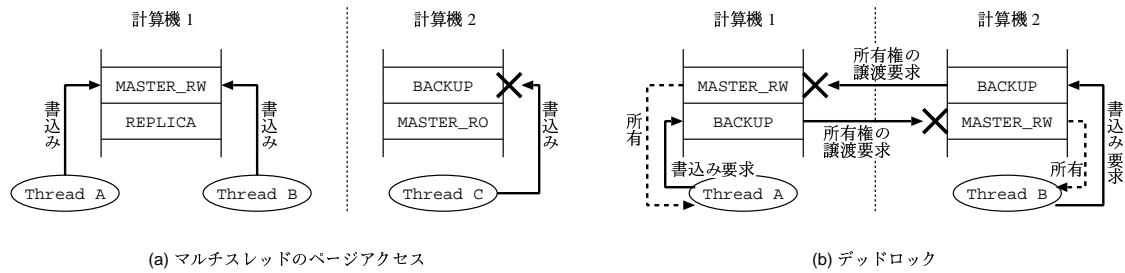 計算機 1
計算機 2
MASTER_RW
REPLICA
BACKUP
MASTER_RO
書込み
書込み
書込み
Thread A
Thread B
Thread C
(a) マルチスレッドのページアクセス
計算機 1
計算機 2
MASTER_RW
BACKUP
BACKUP
MASTER_RW
所有権の
譲渡要求
所有権の
譲渡要求
所有
書込み要求
所有
書込み要求
Thread A
Thread B
(b) デッドロック